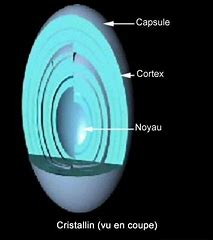 Capsule
Cortex
Noyau
Cristallin (vu en coupe)